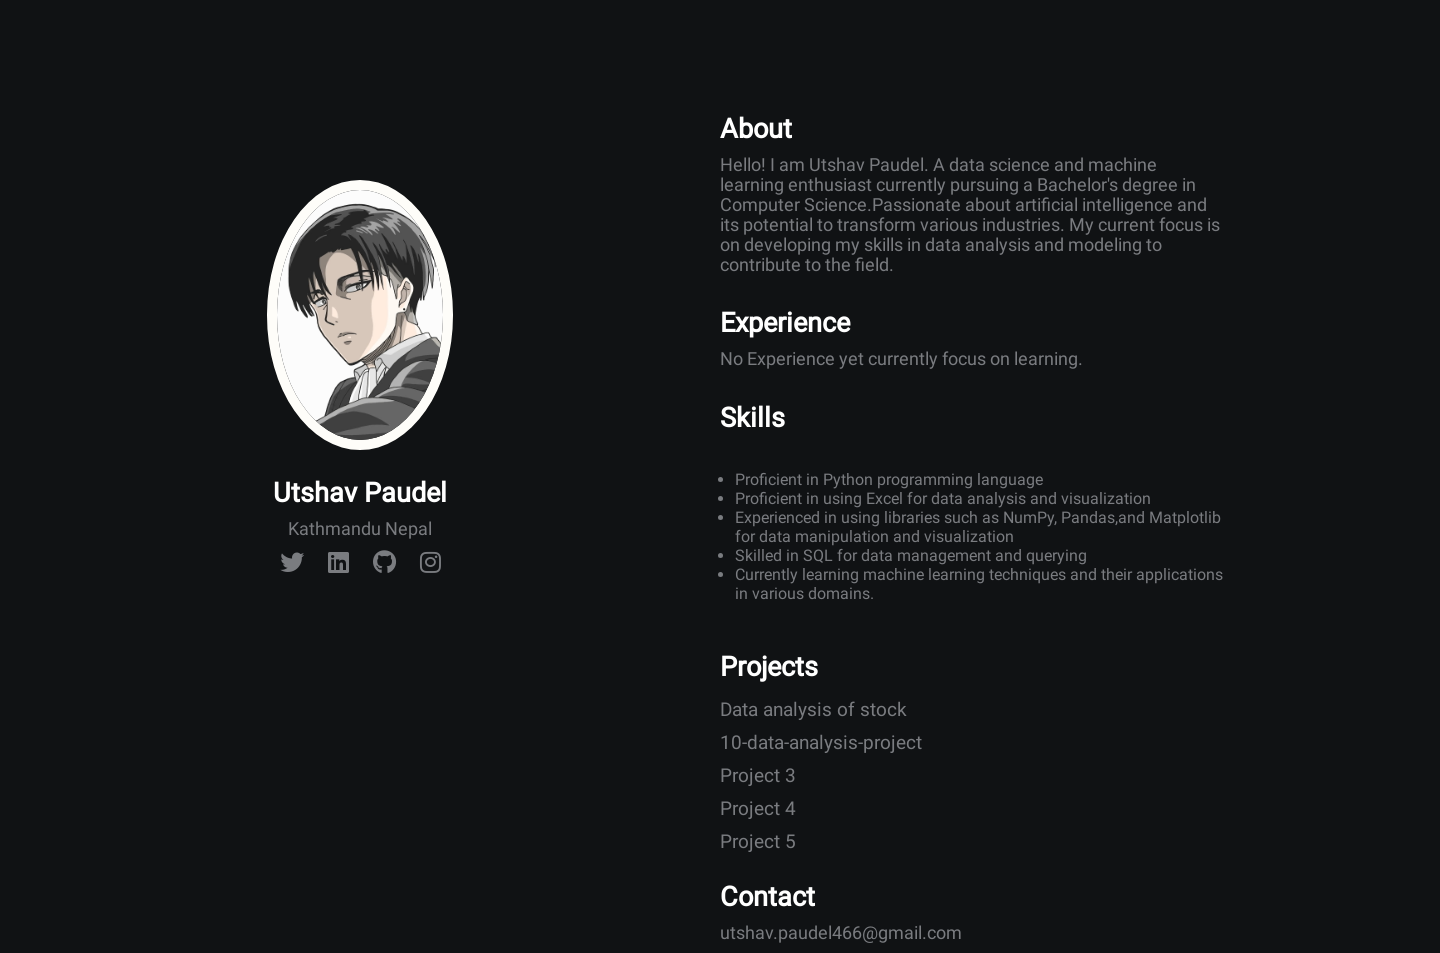 Utshav Paudel
Kathmandu Nepal
About
Hello! I am Utshav Paudel. A data science and machine
learning enthusiast currently pursuing a Bachelor's degree in
Computer Science.Passionate about artificial intelligence and
its potential to transform various industries. My current focus is
on developing my skills in data analysis and modeling to
contribute to the field.
Experience
No Experience yet currently focus on learning.
Skills
• Proficient in Python programming language
• Proficient in using Excel for data analysis and visualization
• Experienced in using libraries such as NumPy, Pandas,and Matplotlib
for data manipulation and visualization
• Skilled in SQL for data management and querying
• Currently learning machine learning techniques and their applications
in various domains.
Projects
Data analysis of stock
10-data-analysis-project
Project 3
Project 4
Project 5
Contact
utshav.paudel466@gmail.com